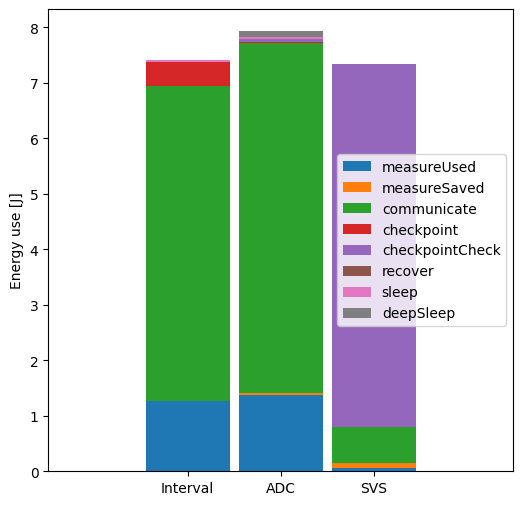 8
7
6
5
4
3
2
1
0
Energy use [J]
measureUsed
measureSaved
communicate
checkpoint
checkpointCheck
recover
sleep
deepSleep
Interval
ADC
SVS